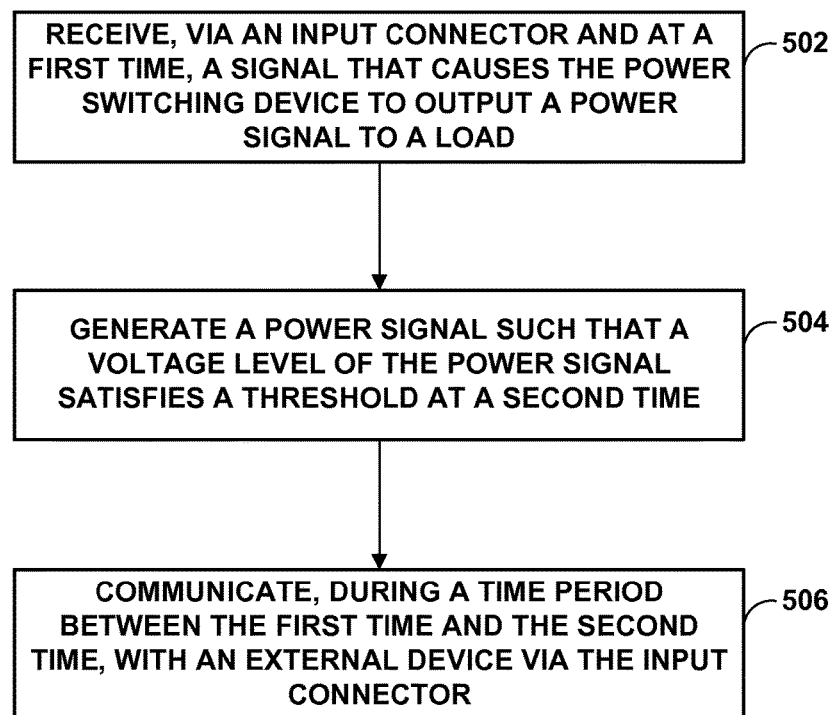 RECEIVE, VIA AN INPUT CONNECTOR AND AT A
FIRST TIME, A SIGNAL THAT CAUSES THE POWER
SWITCHING DEVICE TO OUTPUT A POWER
SIGNAL TO A LOAD
502
GENERATE A POWER SIGNAL SUCH THAT A
VOLTAGE LEVEL OF THE POWER SIGNAL
SATISFIES A THRESHOLD AT A SECOND TIME
504
COMMUNICATE, DURING A TIME PERIOD
BETWEEN THE FIRST TIME AND THE SECOND
TIME, WITH AN EXTERNAL DEVICE VIA THE INPUT
CONNECTOR
506